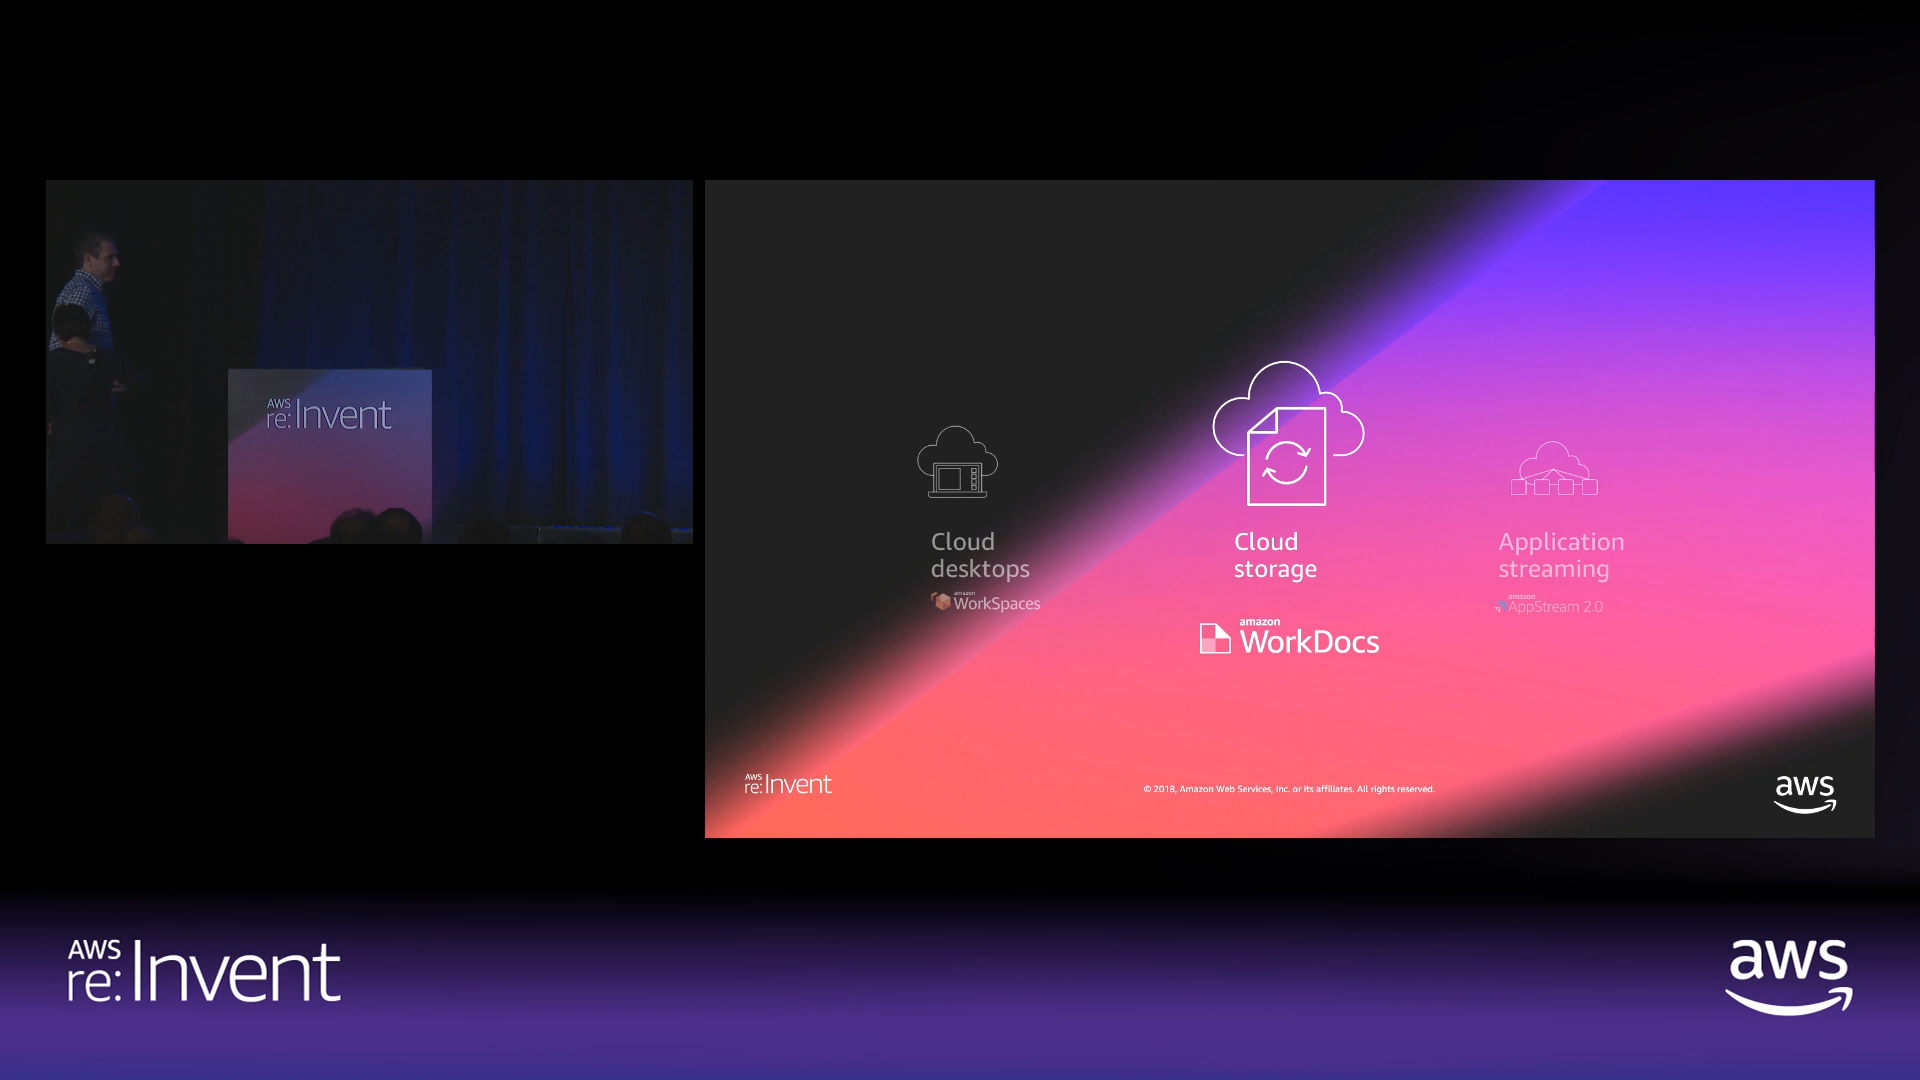 AWS
re:Invent
Cloud
desktops
amazon
WorkSpaces
Cloud
storage
amazon
WorkDocs
Application
streaming
amazon
AppStream 2.0
AWS
re:Invent
© 2018, Amazon Web Services, Inc. or its affiliates. All rights reserved.
aws
AWS
re:Invent
aws